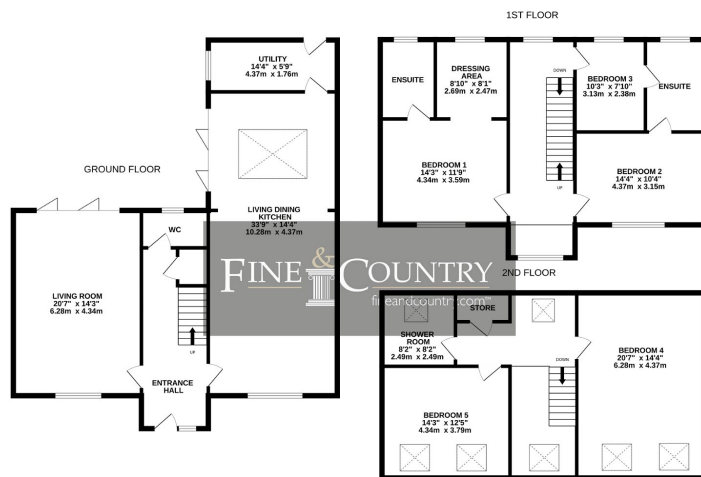 GROUND FLOOR
UTILITY
14'4" x 5'9"
4.37m x 1.76m
LIVING DINING
KITCHEN
33'9" x 14'4"
10.28m x 4.37m
WC
LIVING ROOM
20'7" x 14'3"
6.28m x 4.34m
UP
ENTRANCE
HALL
1ST FLOOR
ENSUITE
DRESSING
AREA
8'10" x 8'1"
2.69m x 2.47m
DOWN
BEDROOM 3
10'3" x 7'10"
3.13m x 2.38m
ENSUITE
BEDROOM 1
14'3" x 11'9"
4.34m x 3.59m
BEDROOM 2
14'4" x 10'4"
4.37m x 3.15m
UP
FINE & COUNTRY
fineandcountry.com™
2ND FLOOR
STORE
SHOWER
ROOM
8'2" x 8'2"
2.49m x 2.49m
DOWN
BEDROOM 4
20'7" x 14'4"
6.28m x 4.37m
BEDROOM 5
14'3" x 12'5"
4.34m x 3.79m